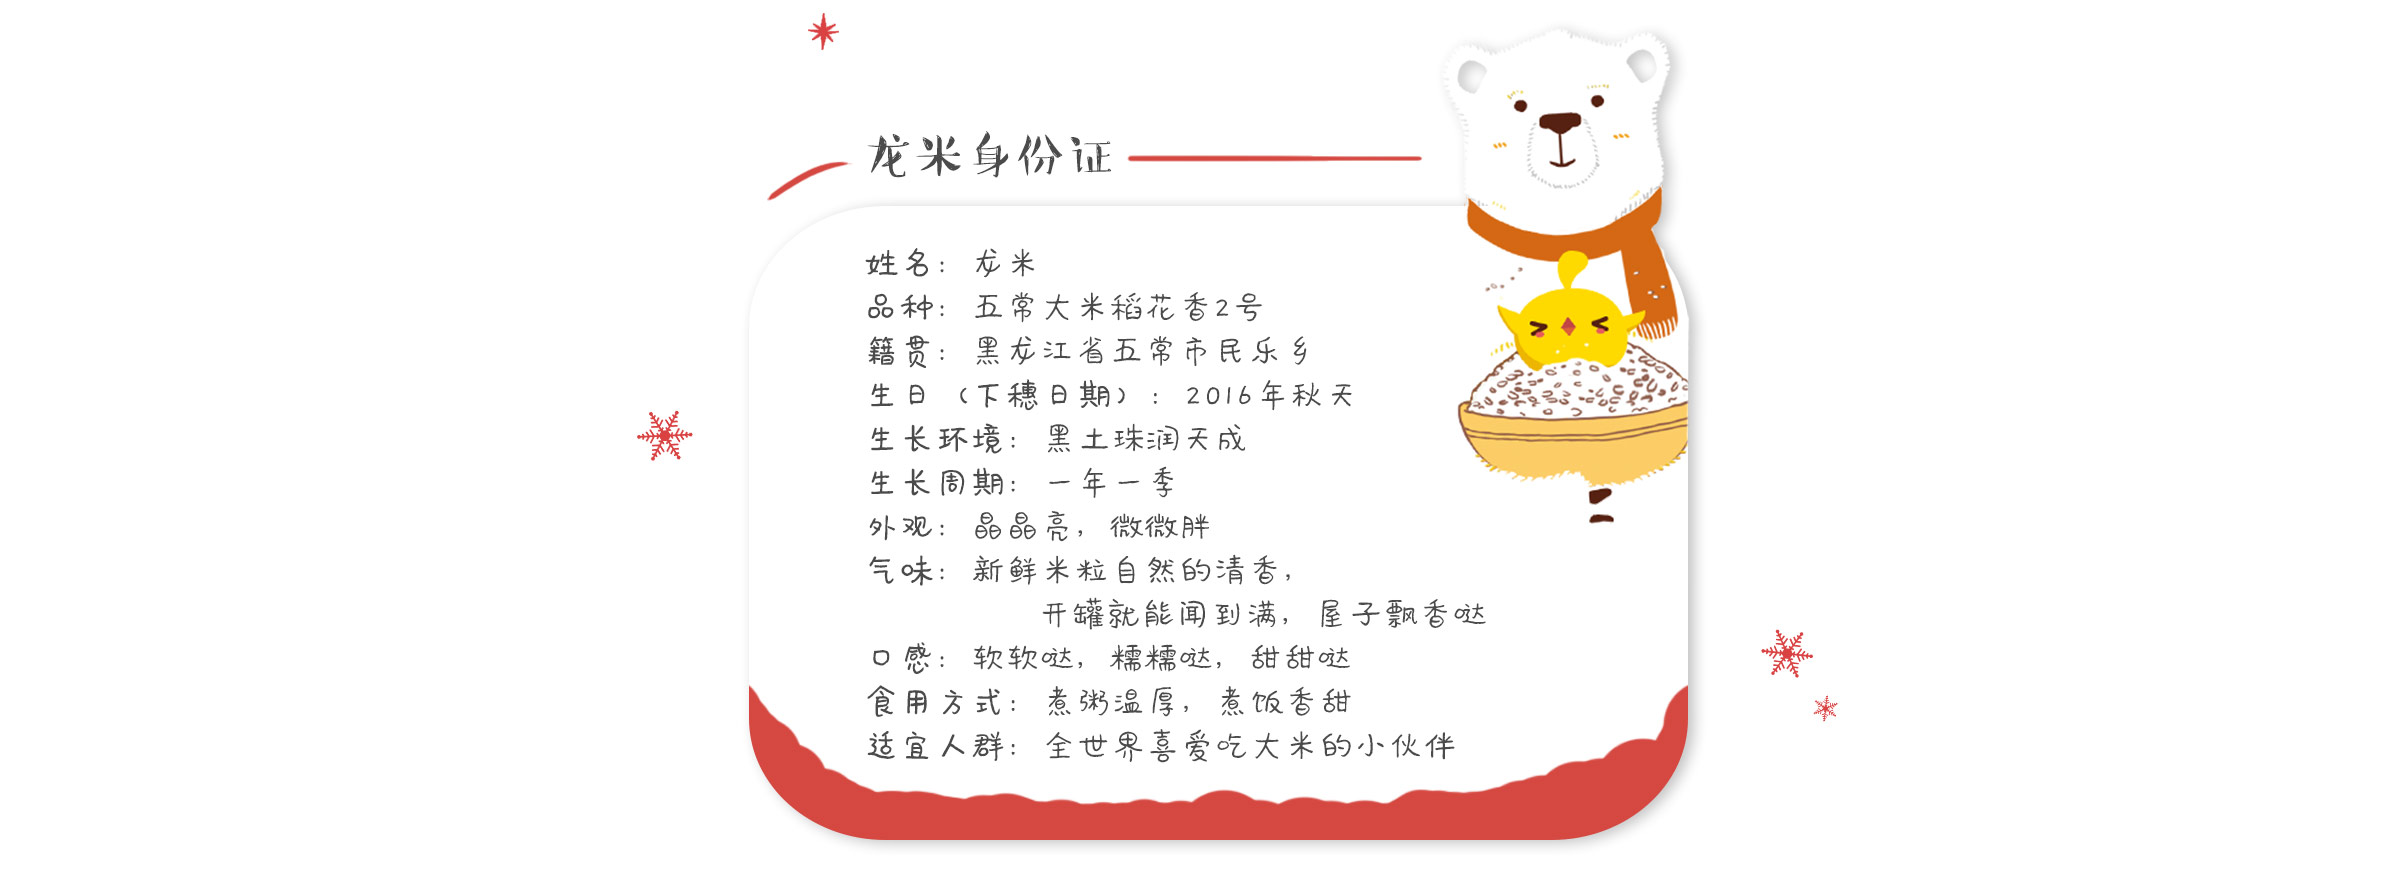 龙米身份证
姓名：龙米
品种：五常大米稻花香2号
籍贯：黑龙江省五常市民乐乡
生日（下穗日期）：2016年秋天
生长环境：黑土珠润天成
生长周期：一年一季
外观：晶晶亮，微微胖
气味：新鲜米粒自然的清香，
开罐就能闻到满，屋子飘香哒
口感：软软哒，糯糯哒，甜甜哒
食用方式：煮粥温厚，煮饭香甜
适宜人群：全世界喜爱吃大米的小伙伴